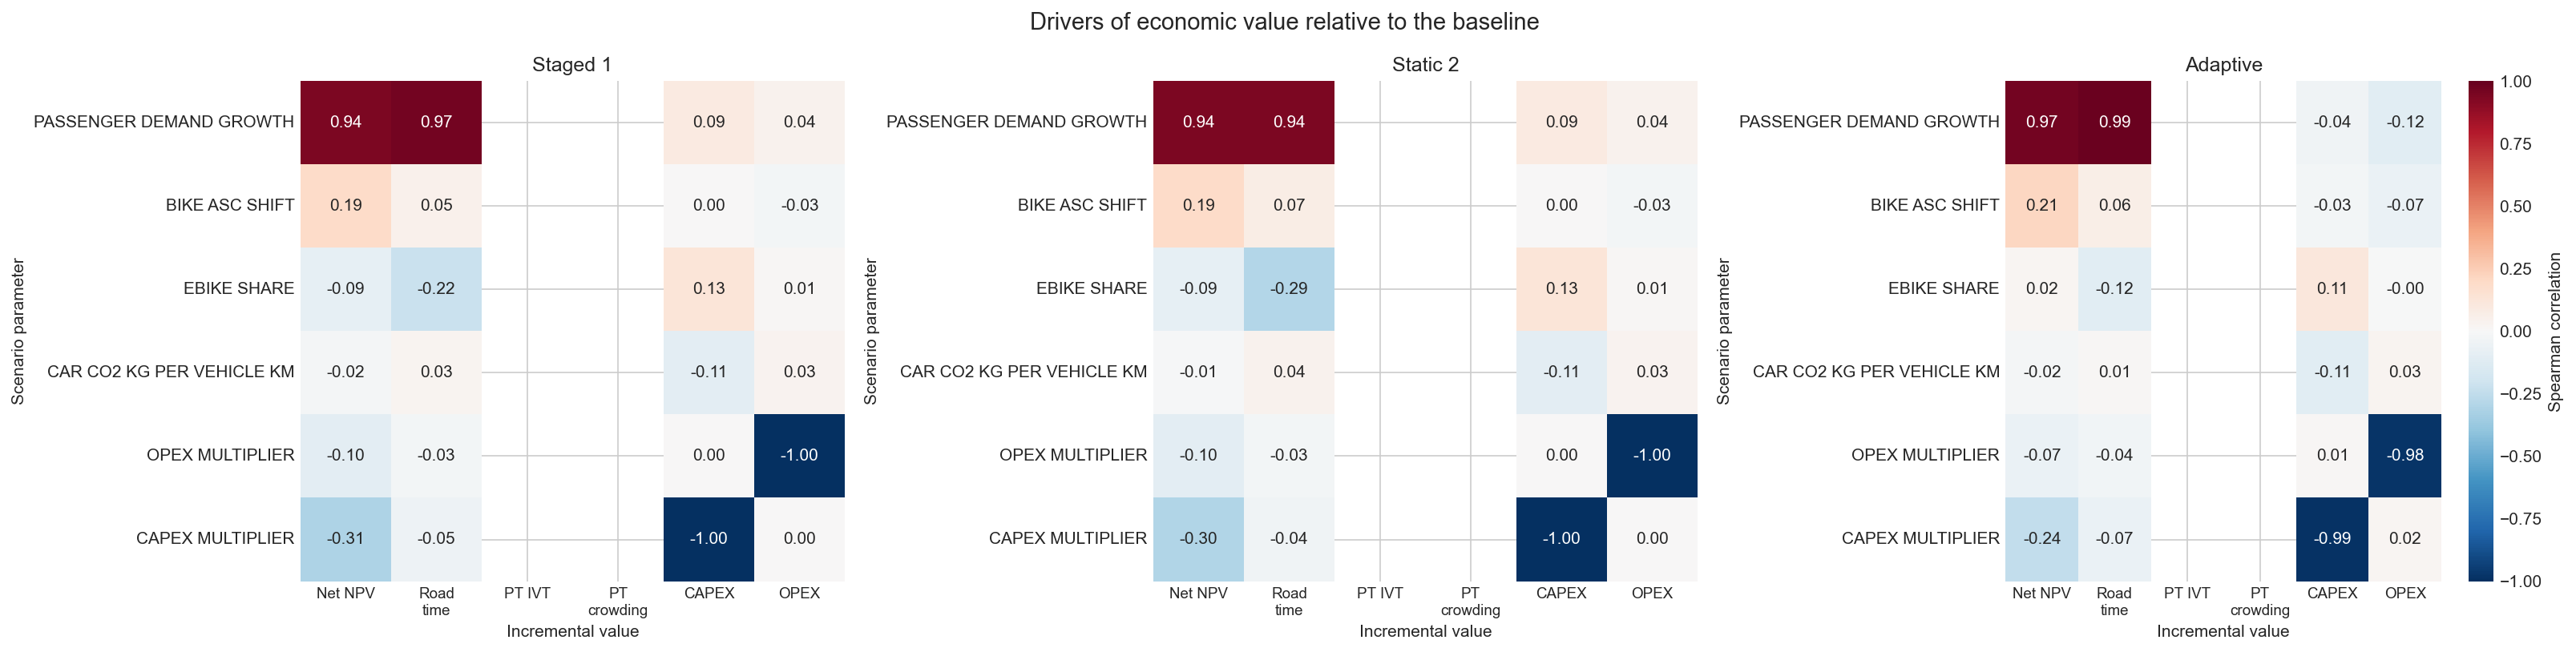 Drivers of economic value relative to the baseline
Staged 1
Scenario parameter
PASSENGER DEMAND GROWTH 0.94 0.97 0.09 0.04
BIKE ASC SHIFT 0.19 0.05 0.00 -0.03
EBIKE SHARE -0.09 -0.22 0.13 0.01
CAR CO2 KG PER VEHICLE KM -0.02 0.03 -0.11 0.03
OPEX MULTIPLIER -0.10 -0.03 0.00 -1.00
CAPEX MULTIPLIER -0.31 -0.05 -1.00 0.00
Net NPV Road PT IVT PT CAPEX OPEX
time crowding
Incremental value
Static 2
Scenario parameter
PASSENGER DEMAND GROWTH 0.94 0.94 0.09 0.04
BIKE ASC SHIFT 0.19 0.07 0.00 -0.03
EBIKE SHARE -0.09 -0.29 0.13 0.01
CAR CO2 KG PER VEHICLE KM -0.01 0.04 -0.11 0.03
OPEX MULTIPLIER -0.10 -0.03 0.00 -1.00
CAPEX MULTIPLIER -0.30 -0.04 -1.00 0.00
Net NPV Road PT IVT PT CAPEX OPEX
time crowding
Incremental value
Adaptive
Scenario parameter
PASSENGER DEMAND GROWTH 0.97 0.99 -0.04 -0.12
BIKE ASC SHIFT 0.21 0.06 -0.03 -0.07
EBIKE SHARE 0.02 -0.12 0.11 -0.00
CAR CO2 KG PER VEHICLE KM -0.02 0.01 -0.11 0.03
OPEX MULTIPLIER -0.07 -0.04 0.01 -0.98
CAPEX MULTIPLIER -0.24 -0.07 -0.99 0.02
Net NPV Road PT IVT PT CAPEX OPEX
time crowding
Incremental value
1.00
0.75
0.50
0.25
0.00
−0.25
−0.50
−0.75
−1.00
Spearman correlation